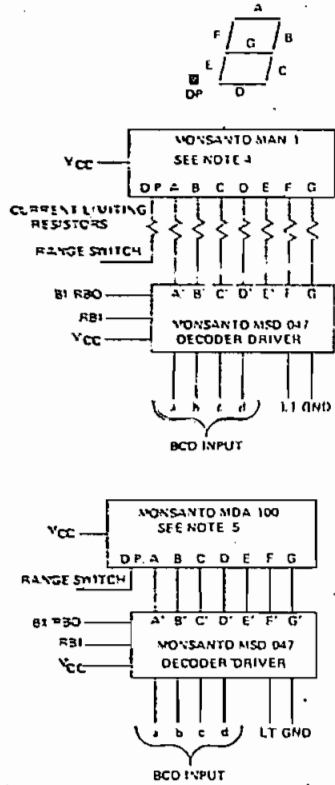 A
F G B
E C
DP D
MONSANTO MAN 1
VCC SEE NOTE 4
D P. A B C D E F G
CURRENT LIMITING
RESISTORS
RANGE SWITCH
BI RBO A' B' C' D' E' F G
RBI MONSANTO MSD 047
VCC DECODER DRIVER
a b c d LT GND
BCD INPUT
MONSANTO MDA 100
VCC SEE NOTE 5
D P. A B C D E F G
RANGE SWITCH
BI RBO A' B' C' D' E' F' G'
RBI MONSANTO MSD 047
VCC DECODER DRIVER
a b c d LT GND
BCD INPUT